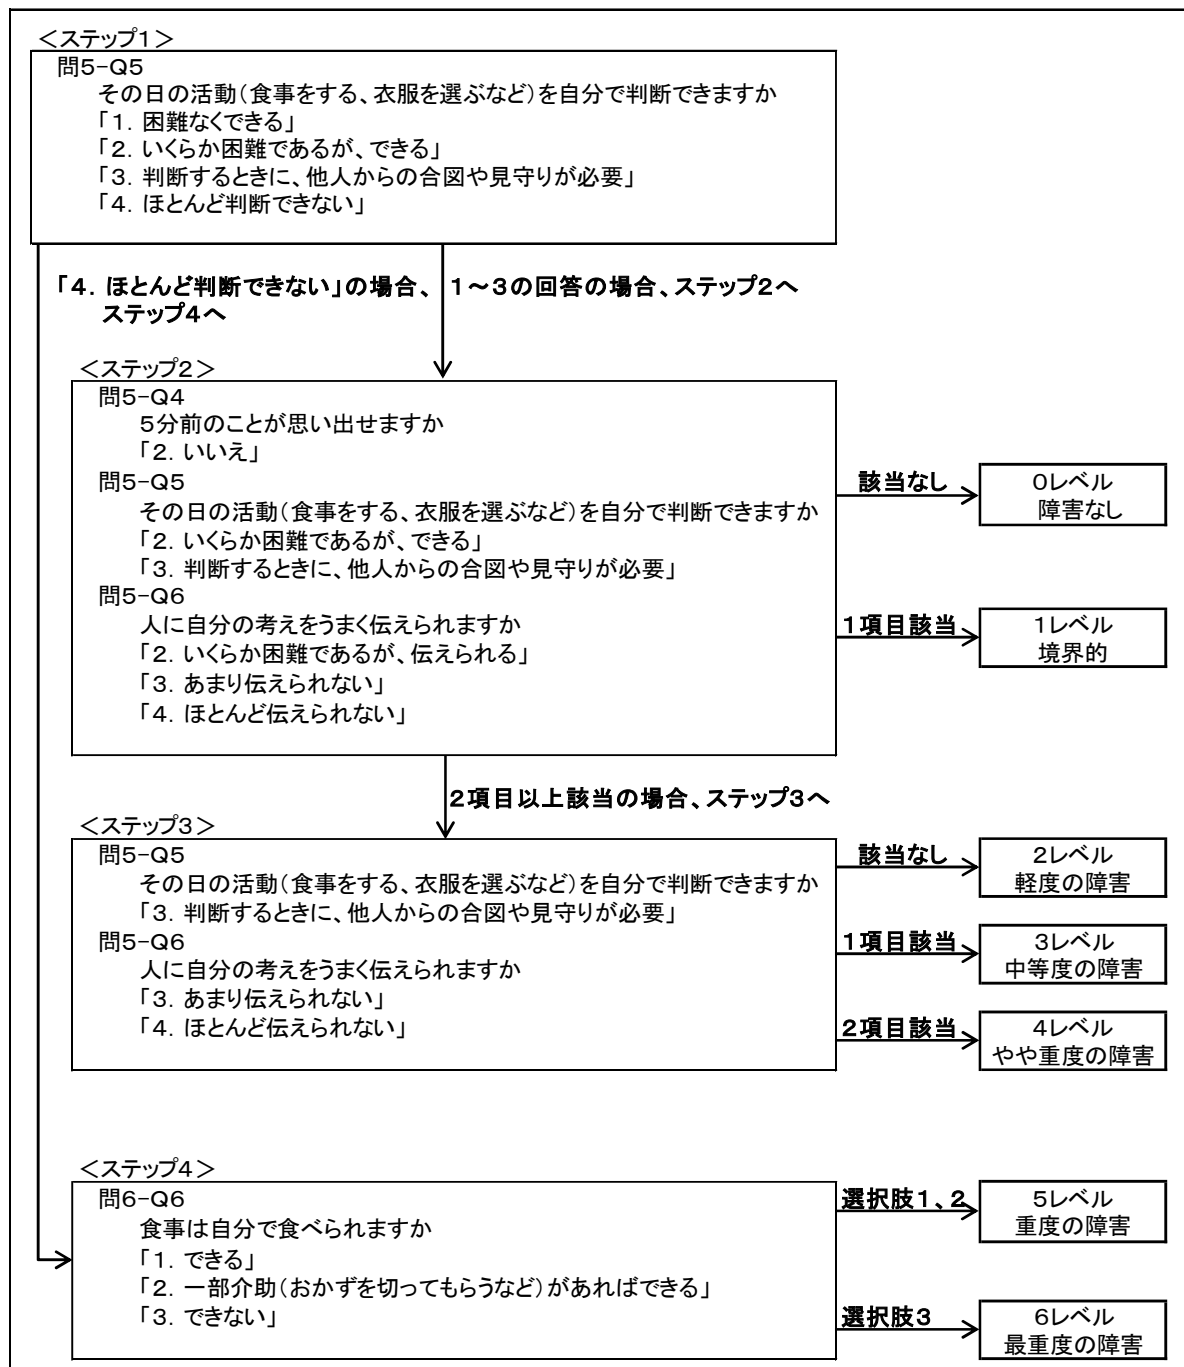 ＜ステップ１＞
問５-Ｑ５
その日の活動（食事をする、衣服を選ぶなど）を自分で判断できますか
「１．困難なくできる」
「２．いくらか困難であるが、できる」
「３．判断するときに、他人からの合図や見守りが必要」
「４．ほとんど判断できない」
「４．ほとんど判断できない」の場合、
ステップ４へ
１～３の回答の場合、ステップ２へ
＜ステップ２＞
問５-Ｑ４
５分前のことが思い出せますか
「２．いいえ」
問５-Ｑ５
その日の活動（食事をする、衣服を選ぶなど）を自分で判断できますか
「２．いくらか困難であるが、できる」
「３．判断するときに、他人からの合図や見守りが必要」
問５-Ｑ６
人に自分の考えをうまく伝えられますか
「２．いくらか困難であるが、伝えられる」
「３．あまり伝えられない」
「４．ほとんど伝えられない」
該当なし
０レベル
障害なし
１項目該当
１レベル
境界的
２項目以上該当の場合、ステップ３へ
＜ステップ３＞
問５-Ｑ５
その日の活動（食事をする、衣服を選ぶなど）を自分で判断できますか
「３．判断するときに、他人からの合図や見守りが必要」
問５-Ｑ６
人に自分の考えをうまく伝えられますか
「３．あまり伝えられない」
「４．ほとんど伝えられない」
該当なし
２レベル
軽度の障害
１項目該当
３レベル
中等度の障害
２項目該当
４レベル
やや重度の障害
＜ステップ４＞
問６-Ｑ６
食事は自分で食べられますか
「１．できる」
「２．一部介助（おかずを切ってもらうなど）があればできる」
「３．できない」
選択肢１、２
５レベル
重度の障害
選択肢３
６レベル
最重度の障害